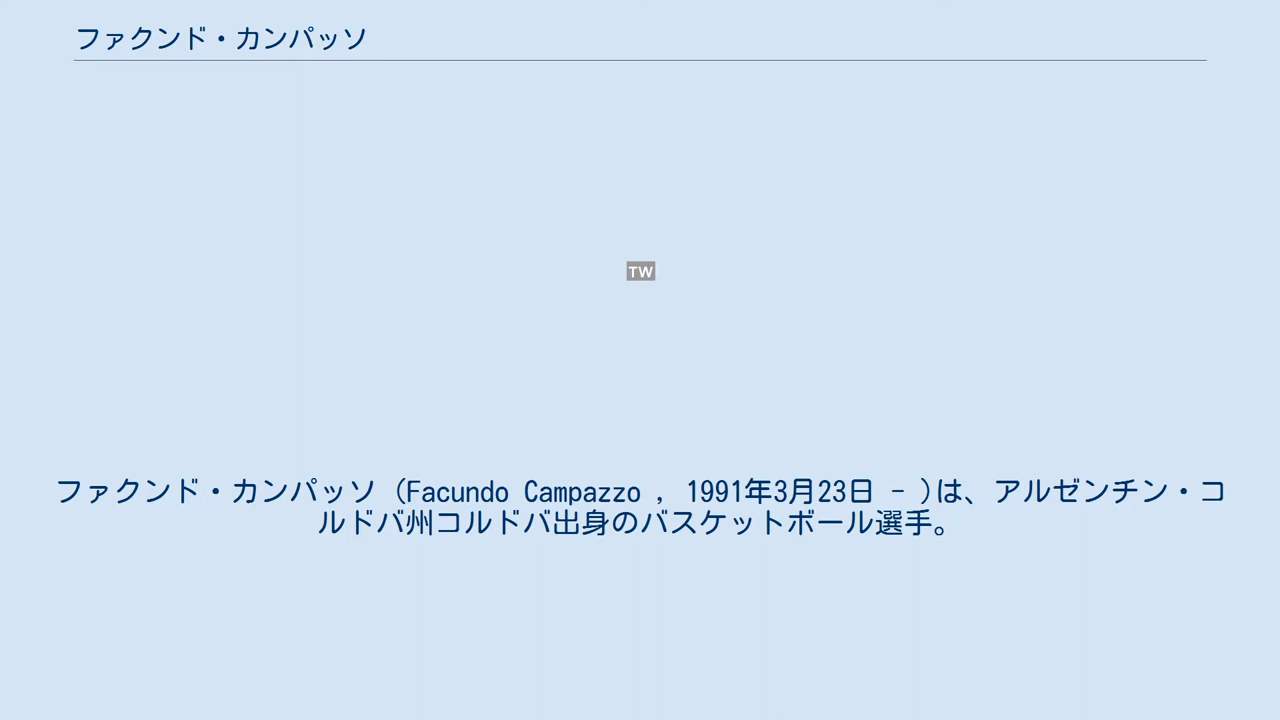 ファクンド・カンパッソ
TW
ファクンド・カンパッソ (Facundo Campazzo , 1991年3月23日 - )は、アルゼンチン・コ
ルドバ州コルドバ出身のバスケットボール選手。